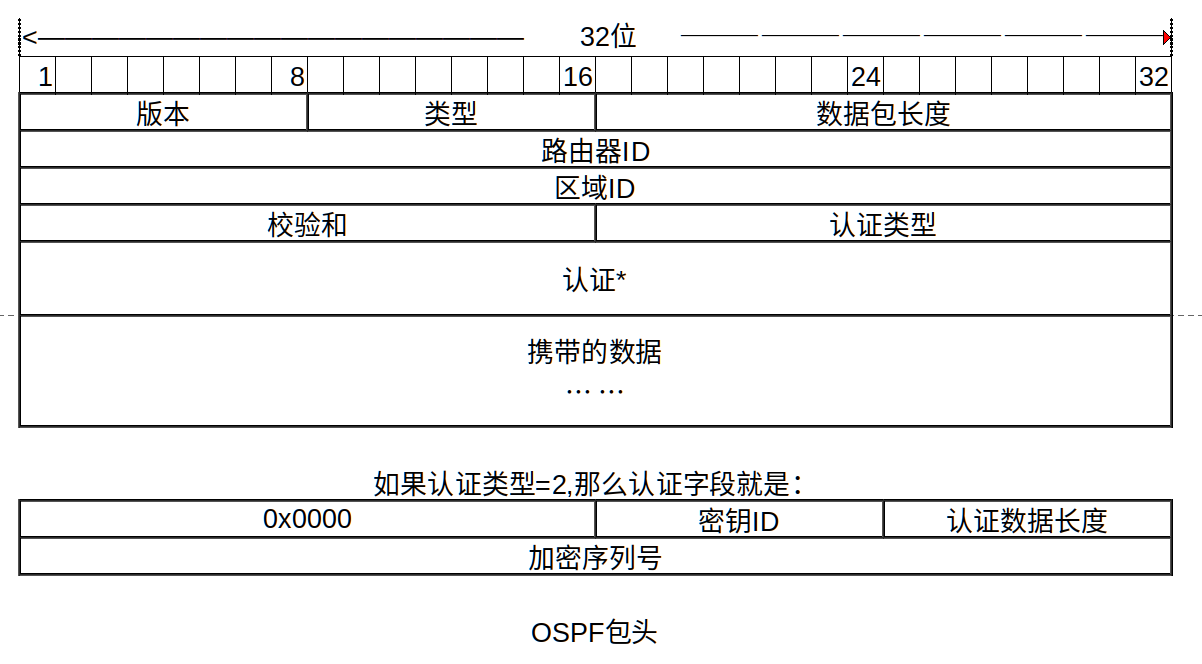 32位
1 8 16 24 32
版本 类型 数据包长度
路由器ID
区域ID
校验和 认证类型
认证*
携带的数据
… …
如果认证类型=2,那么认证字段就是：
0x0000 密钥ID 认证数据长度
加密序列号
OSPF包头